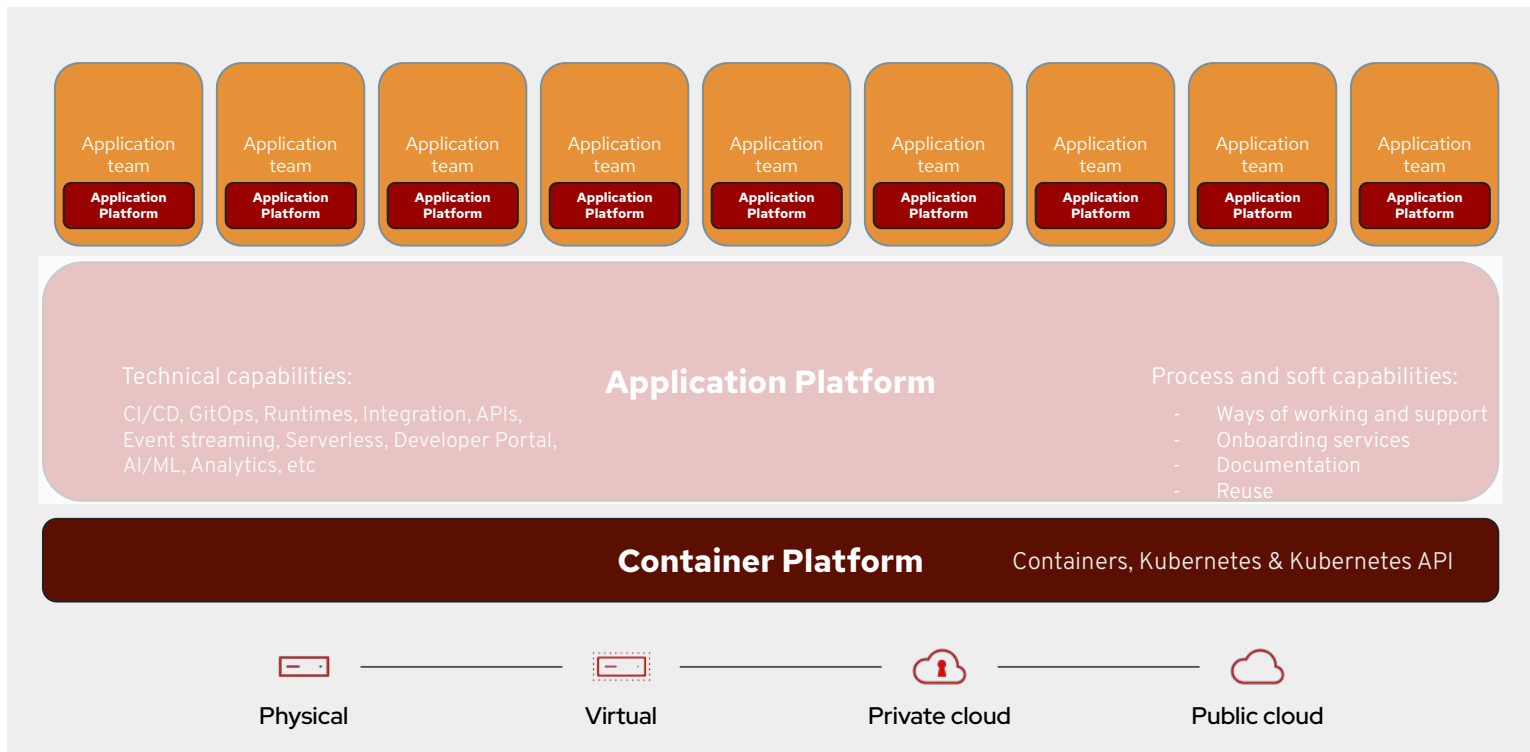 Application
team
Application
Platform
Application
team
Application
Platform
Application
team
Application
Platform
Application
team
Application
Platform
Application
team
Application
Platform
Application
team
Application
Platform
Application
team
Application
Platform
Application
team
Application
Platform
Application
team
Application
Platform
Technical capabilities:
CI/CD, GitOps, Runtimes, Integration, APIs,
Event streaming, Serverless, Developer Portal,
AI/ML, Analytics, etc
Application Platform
Process and soft capabilities:
- Ways of working and support
- Onboarding services
- Documentation
- Reuse
Container Platform
Containers, Kubernetes & Kubernetes API
Physical
Virtual
Private cloud
Public cloud